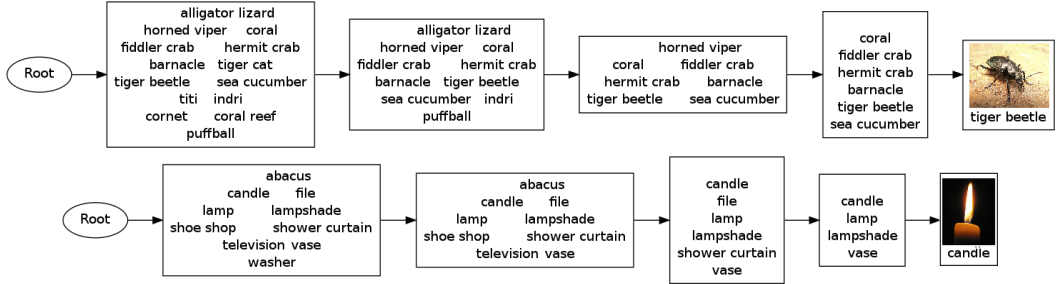 Root
alligator lizard
horned viper coral
fiddler crab hermit crab
barnacle tiger cat
tiger beetle sea cucumber
titi indri
cornet coral reef
puffball
alligator lizard
horned viper coral
fiddler crab hermit crab
barnacle tiger beetle
sea cucumber indri
puffball
horned viper
coral fiddler crab
hermit crab barnacle
tiger beetle sea cucumber
coral
fiddler crab
hermit crab
barnacle
tiger beetle
sea cucumber
tiger beetle
Root
abacus
candle file
lamp lampshade
shoe shop shower curtain
television vase
washer
abacus
candle file
lamp lampshade
shoe shop shower curtain
television vase
candle
file
lamp
lampshade
shower curtain
vase
candle
lamp
lampshade
vase
candle